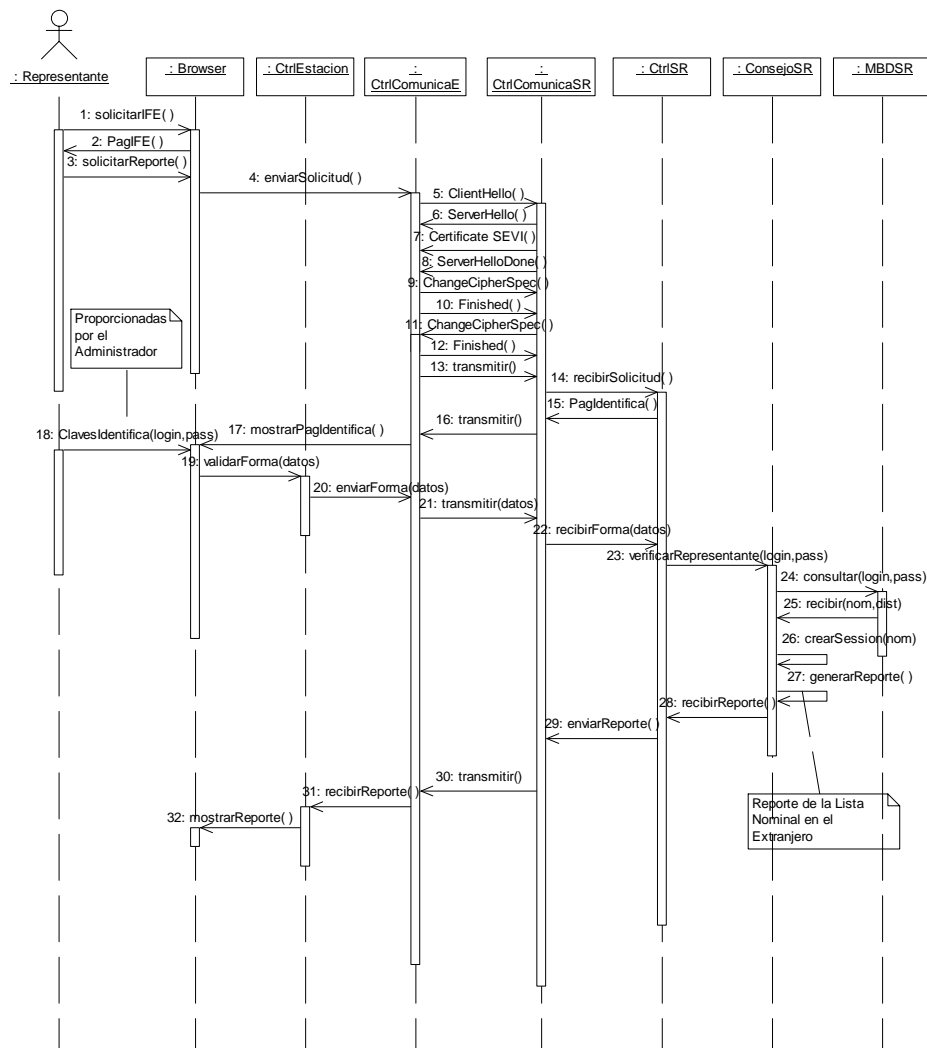 : Representante
: Browser
: CtrlEstacion
:
CtrlComunicaE
:
CtrlComunicaSR
: CtrlSR
: ConsejoSR
: MBDSR
1: solicitarIFE( )
2: PagIFE( )
3: solicitarReporte( )
4: enviarSolicitud( )
5: ClientHello( )
6: ServerHello( )
7: Certificate SEVI( )
8: ServerHelloDone( )
9: ChangeCipherSpec( )
10: Finished( )
11: ChangeCipherSpec( )
12: Finished( )
13: transmitir()
Proporcionadas
por el
Administrador
14: recibirSolicitud( )
15: PagIdentifica( )
16: transmitir()
17: mostrarPagIdentifica( )
18: ClavesIdentifica(login,pass)
19: validarForma(datos)
20: enviarForma(datos)
21: transmitir(datos)
22: recibirForma(datos)
23: verificarRepresentante(login,pass)
24: consultar(login,pass)
25: recibir(nom,dist)
26: crearSession(nom)
27: generarReporte( )
28: recibirReporte( )
29: enviarReporte( )
30: transmitir()
31: recibirReporte( )
32: mostrarReporte( )
Reporte de la Lista
Nominal en el
Extranjero